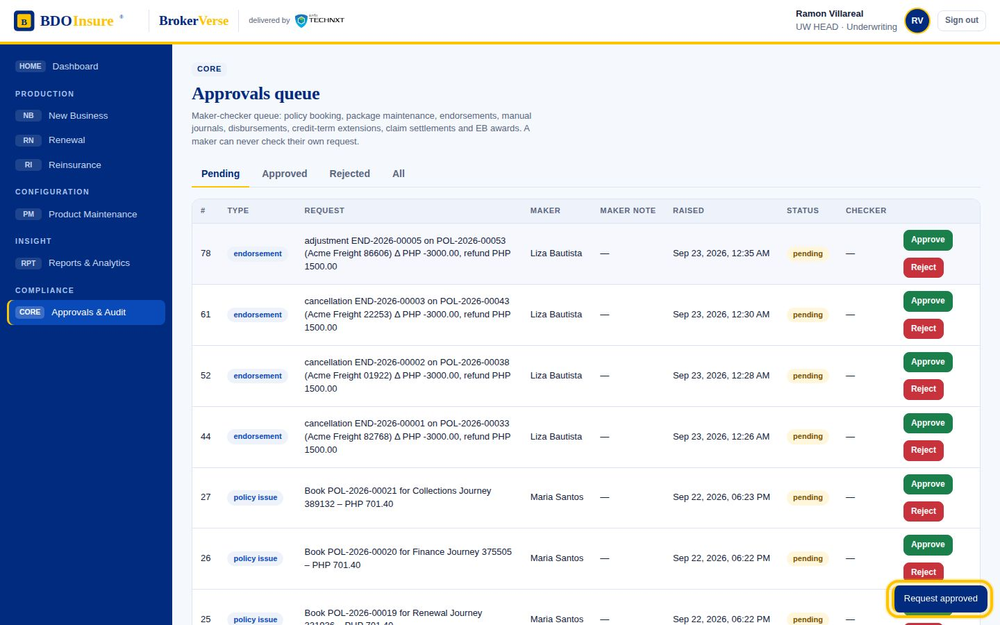 B BDOInsure ®
BrokerVerse
delivered by
TECHNXT
Ramon Villareal
UW HEAD · Underwriting
RV
Sign out
HOME Dashboard
PRODUCTION
NB New Business
RN Renewal
RI Reinsurance
CONFIGURATION
PM Product Maintenance
INSIGHT
RPT Reports & Analytics
COMPLIANCE
CORE Approvals & Audit
CORE
Approvals queue
Maker-checker queue: policy booking, package maintenance, endorsements, manual
journals, disbursements, credit-term extensions, claim settlements and EB awards. A
maker can never check their own request.
Pending Approved Rejected All
# TYPE REQUEST MAKER MAKER NOTE RAISED STATUS CHECKER
78 endorsement adjustment END-2026-00005 on POL-2026-00053
(Acme Freight 86606) Δ PHP -3000.00, refund PHP
1500.00
Liza Bautista — Sep 23, 2026, 12:35 AM pending —
Approve
Reject
61 endorsement cancellation END-2026-00003 on POL-2026-00043
(Acme Freight 22253) Δ PHP -3000.00, refund PHP
1500.00
Liza Bautista — Sep 23, 2026, 12:30 AM pending —
Approve
Reject
52 endorsement cancellation END-2026-00002 on POL-2026-00038
(Acme Freight 01922) Δ PHP -3000.00, refund PHP
1500.00
Liza Bautista — Sep 23, 2026, 12:28 AM pending —
Approve
Reject
44 endorsement cancellation END-2026-00001 on POL-2026-00033
(Acme Freight 82768) Δ PHP -3000.00, refund PHP
1500.00
Liza Bautista — Sep 23, 2026, 12:26 AM pending —
Approve
Reject
27 policy issue Book POL-2026-00021 for Collections Journey
389132 – PHP 701.40
Maria Santos — Sep 22, 2026, 06:23 PM pending —
Approve
Reject
26 policy issue Book POL-2026-00020 for Finance Journey 375505
– PHP 701.40
Maria Santos — Sep 22, 2026, 06:22 PM pending —
Approve
Reject
25 policy issue Book POL-2026-00019 for Renewal Journey
Maria Santos — Sep 22, 2026, 06:22 PM pending —
Request approved